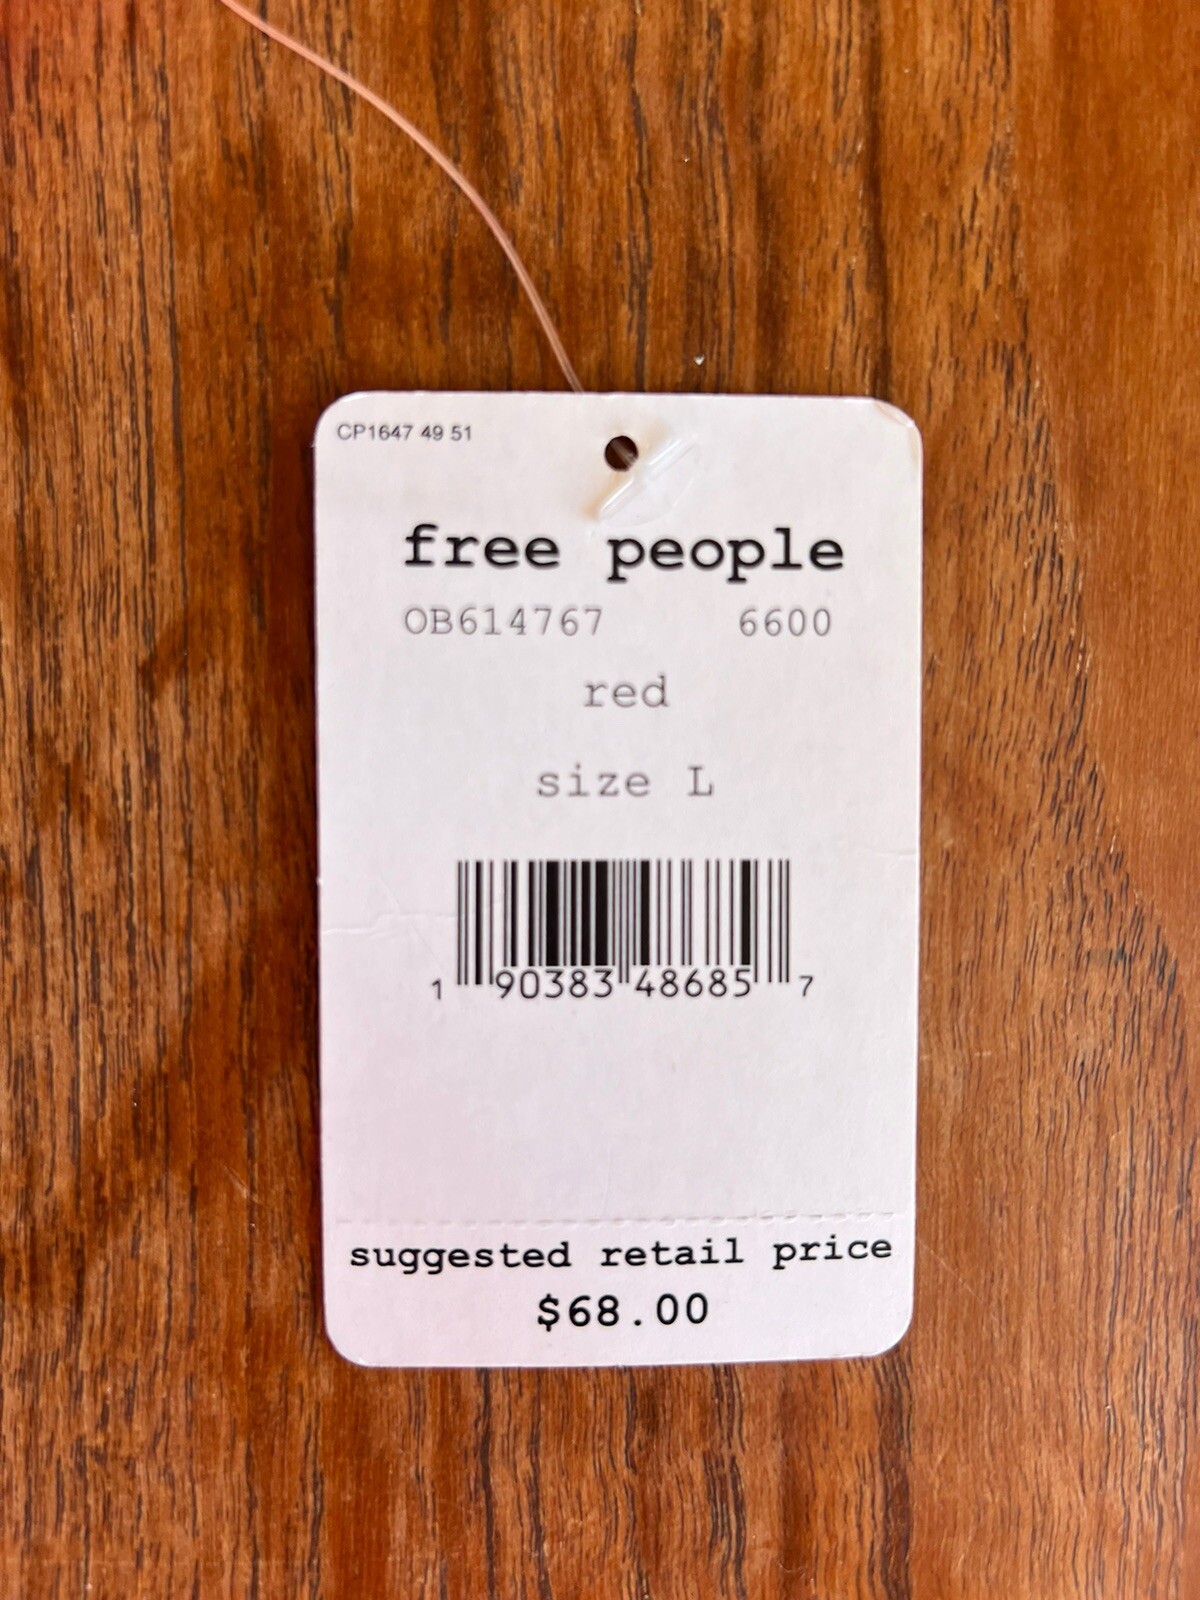 CP1647 49 51
free people
OB614767 6600
red
size L
1 90383 48685 7
suggested retail price
$68.00